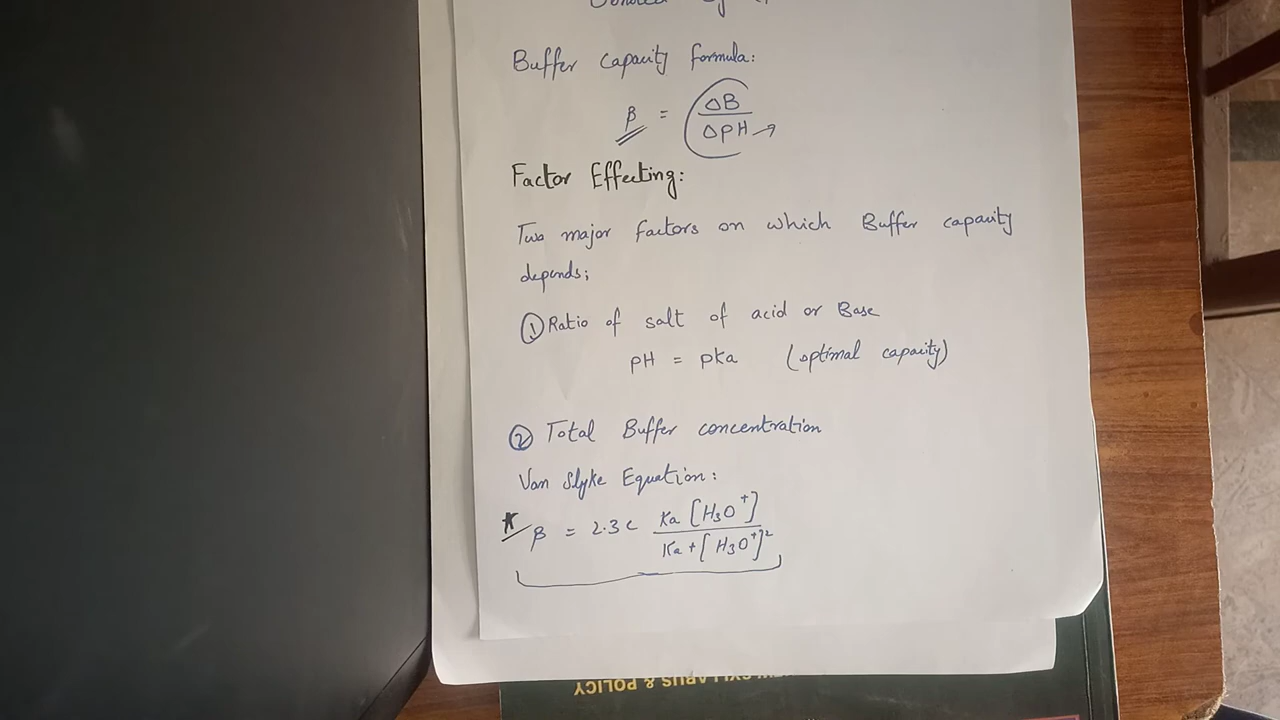 Buffer capacity formula:
β = ΔB / ΔpH →
Factor Effecting:
Two major factors on which Buffer capacity
depends;
① Ratio of salt of acid or Base
pH = pKa (optimal capacity)
② Total Buffer concentration
Van Slyke Equation:
* β = 2.3 C Ka [H3O+] / Ka + [H3O+]²
& POLICY